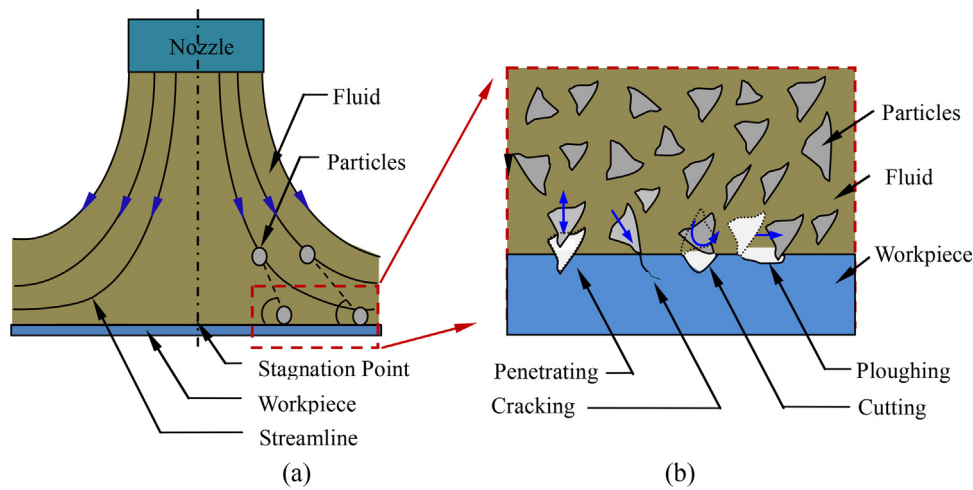 Nozzle
Fluid
Particles
Stagnation Point
Workpiece
Streamline
(a)
Particles
Fluid
Workpiece
Penetrating
Cracking
Ploughing
Cutting
(b)